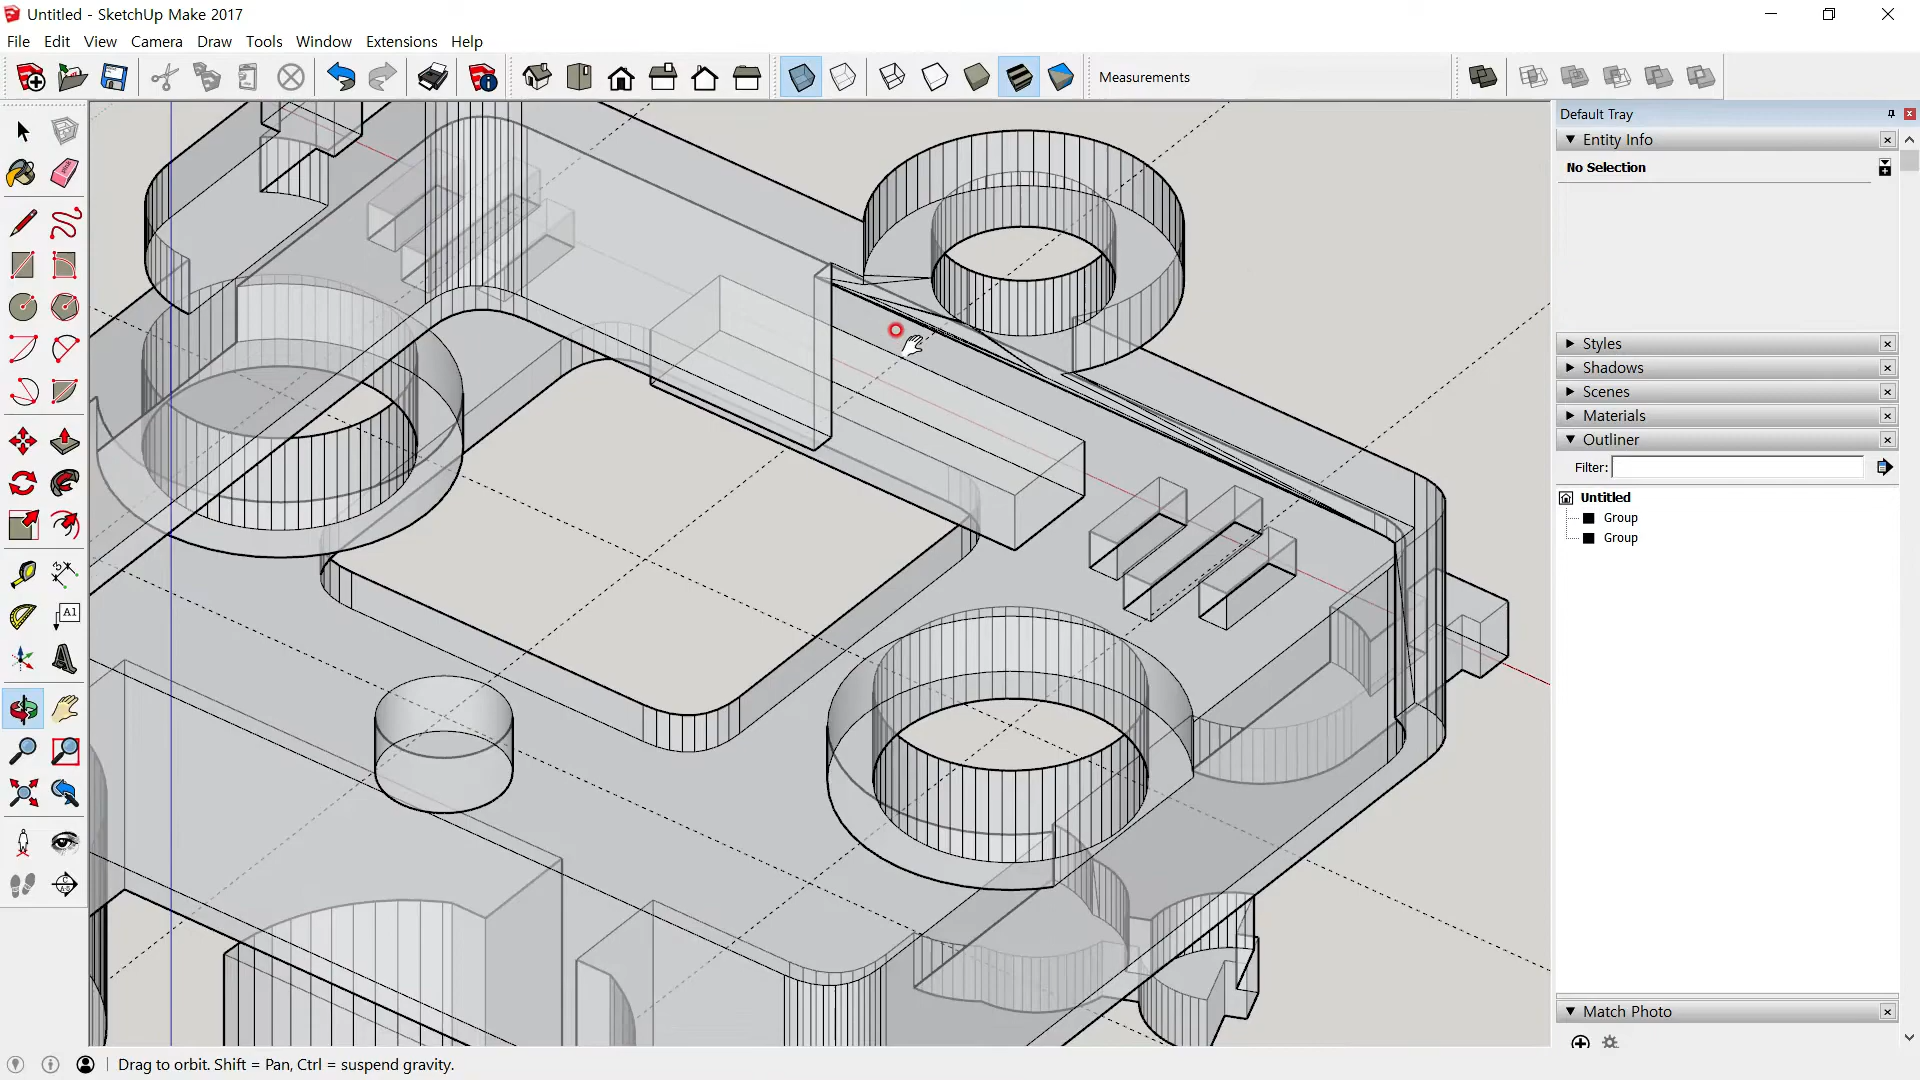 Untitled - SketchUp Make 2017
File Edit View Camera Draw Tools Window Extensions Help
Measurements
Default Tray
Entity Info
No Selection
Styles
Shadows
Scenes
Materials
Outliner
Filter:
Untitled
Group
Group
Match Photo
A1
Drag to orbit. Shift = Pan, Ctrl = suspend gravity.